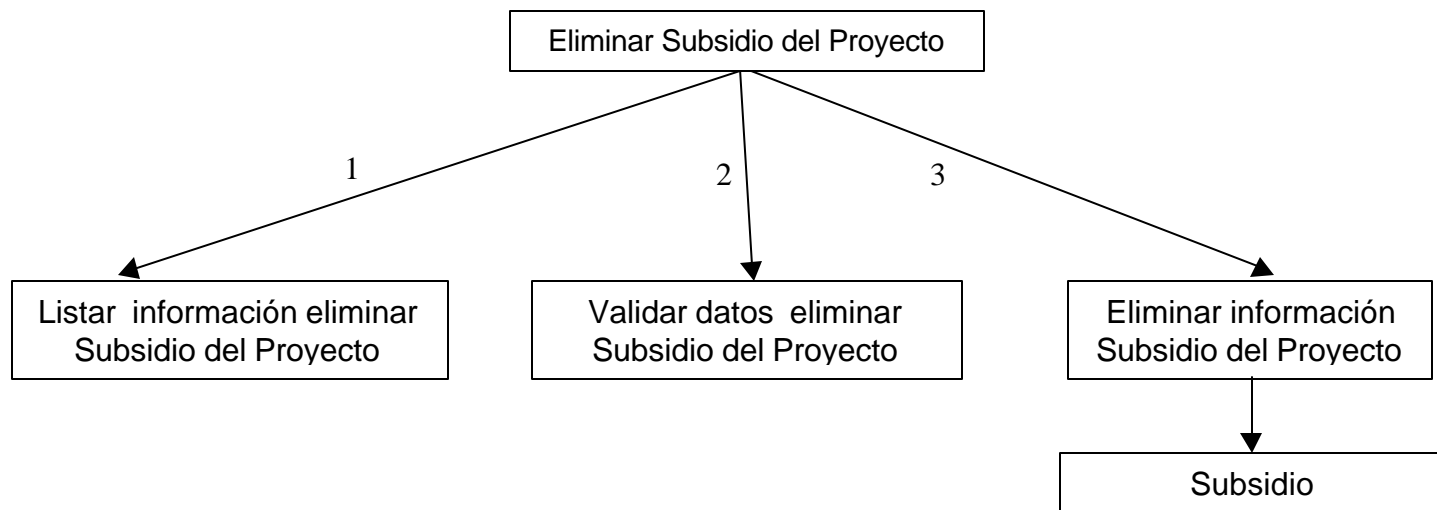 Eliminar Subsidio del Proyecto
1
2
3
Listar información eliminar
Subsidio del Proyecto
Validar datos eliminar
Subsidio del Proyecto
Eliminar información
Subsidio del Proyecto
Subsidio